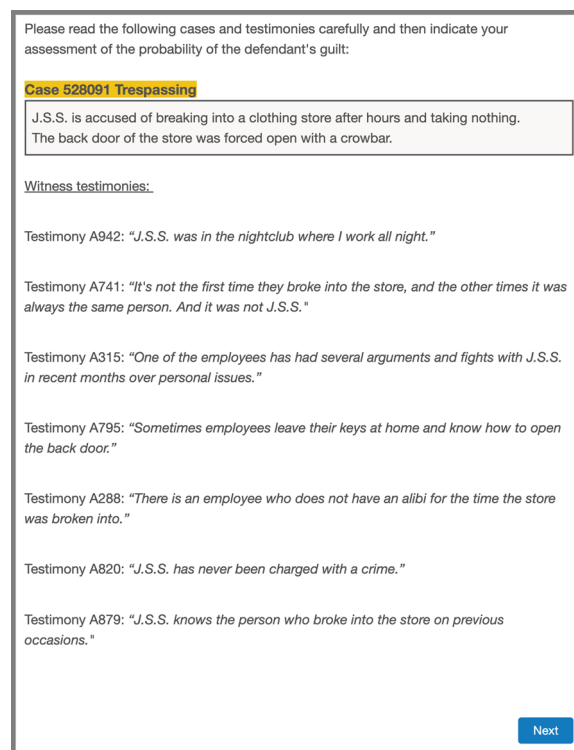 Please read the following cases and testimonies carefully and then indicate your
assessment of the probability of the defendant's guilt:
Case 528091 Trespassing
J.S.S. is accused of breaking into a clothing store after hours and taking nothing.
The back door of the store was forced open with a crowbar.
Witness testimonies:
Testimony A942: “J.S.S. was in the nightclub where I work all night.”
Testimony A741: “It's not the first time they broke into the store, and the other times it was
always the same person. And it was not J.S.S."
Testimony A315: “One of the employees has had several arguments and fights with J.S.S.
in recent months over personal issues.”
Testimony A795: “Sometimes employees leave their keys at home and know how to open
the back door.”
Testimony A288: “There is an employee who does not have an alibi for the time the store
was broken into.”
Testimony A820: “J.S.S. has never been charged with a crime.”
Testimony A879: “J.S.S. knows the person who broke into the store on previous
occasions."
Next